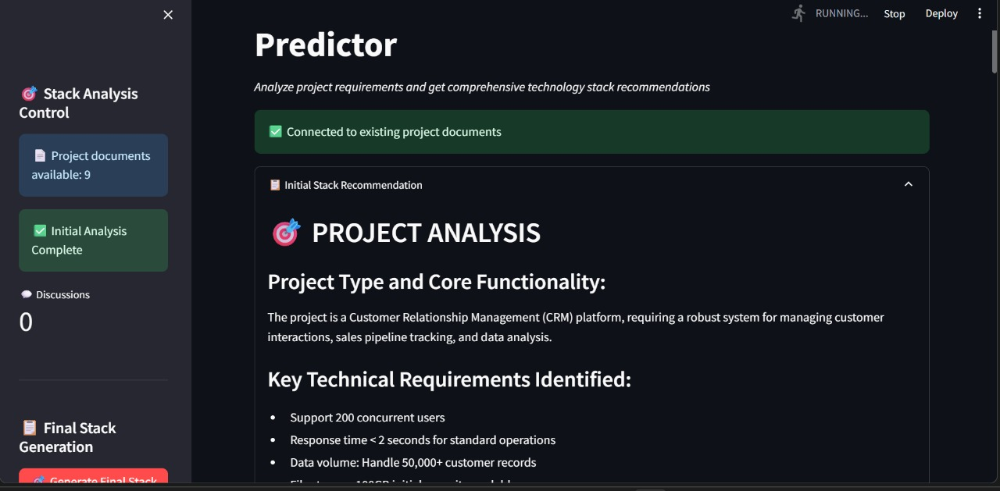 RUNNING... Stop Deploy
Stack Analysis
Control
Project documents
available: 9
Initial Analysis
Complete
Discussions
0
Final Stack
Generation
Generate Final Stack
Predictor
Analyze project requirements and get comprehensive technology stack recommendations
Connected to existing project documents
Initial Stack Recommendation
PROJECT ANALYSIS
Project Type and Core Functionality:
The project is a Customer Relationship Management (CRM) platform, requiring a robust system for managing customer
interactions, sales pipeline tracking, and data analysis.
Key Technical Requirements Identified:
• Support 200 concurrent users
• Response time < 2 seconds for standard operations
• Data volume: Handle 50,000+ customer records